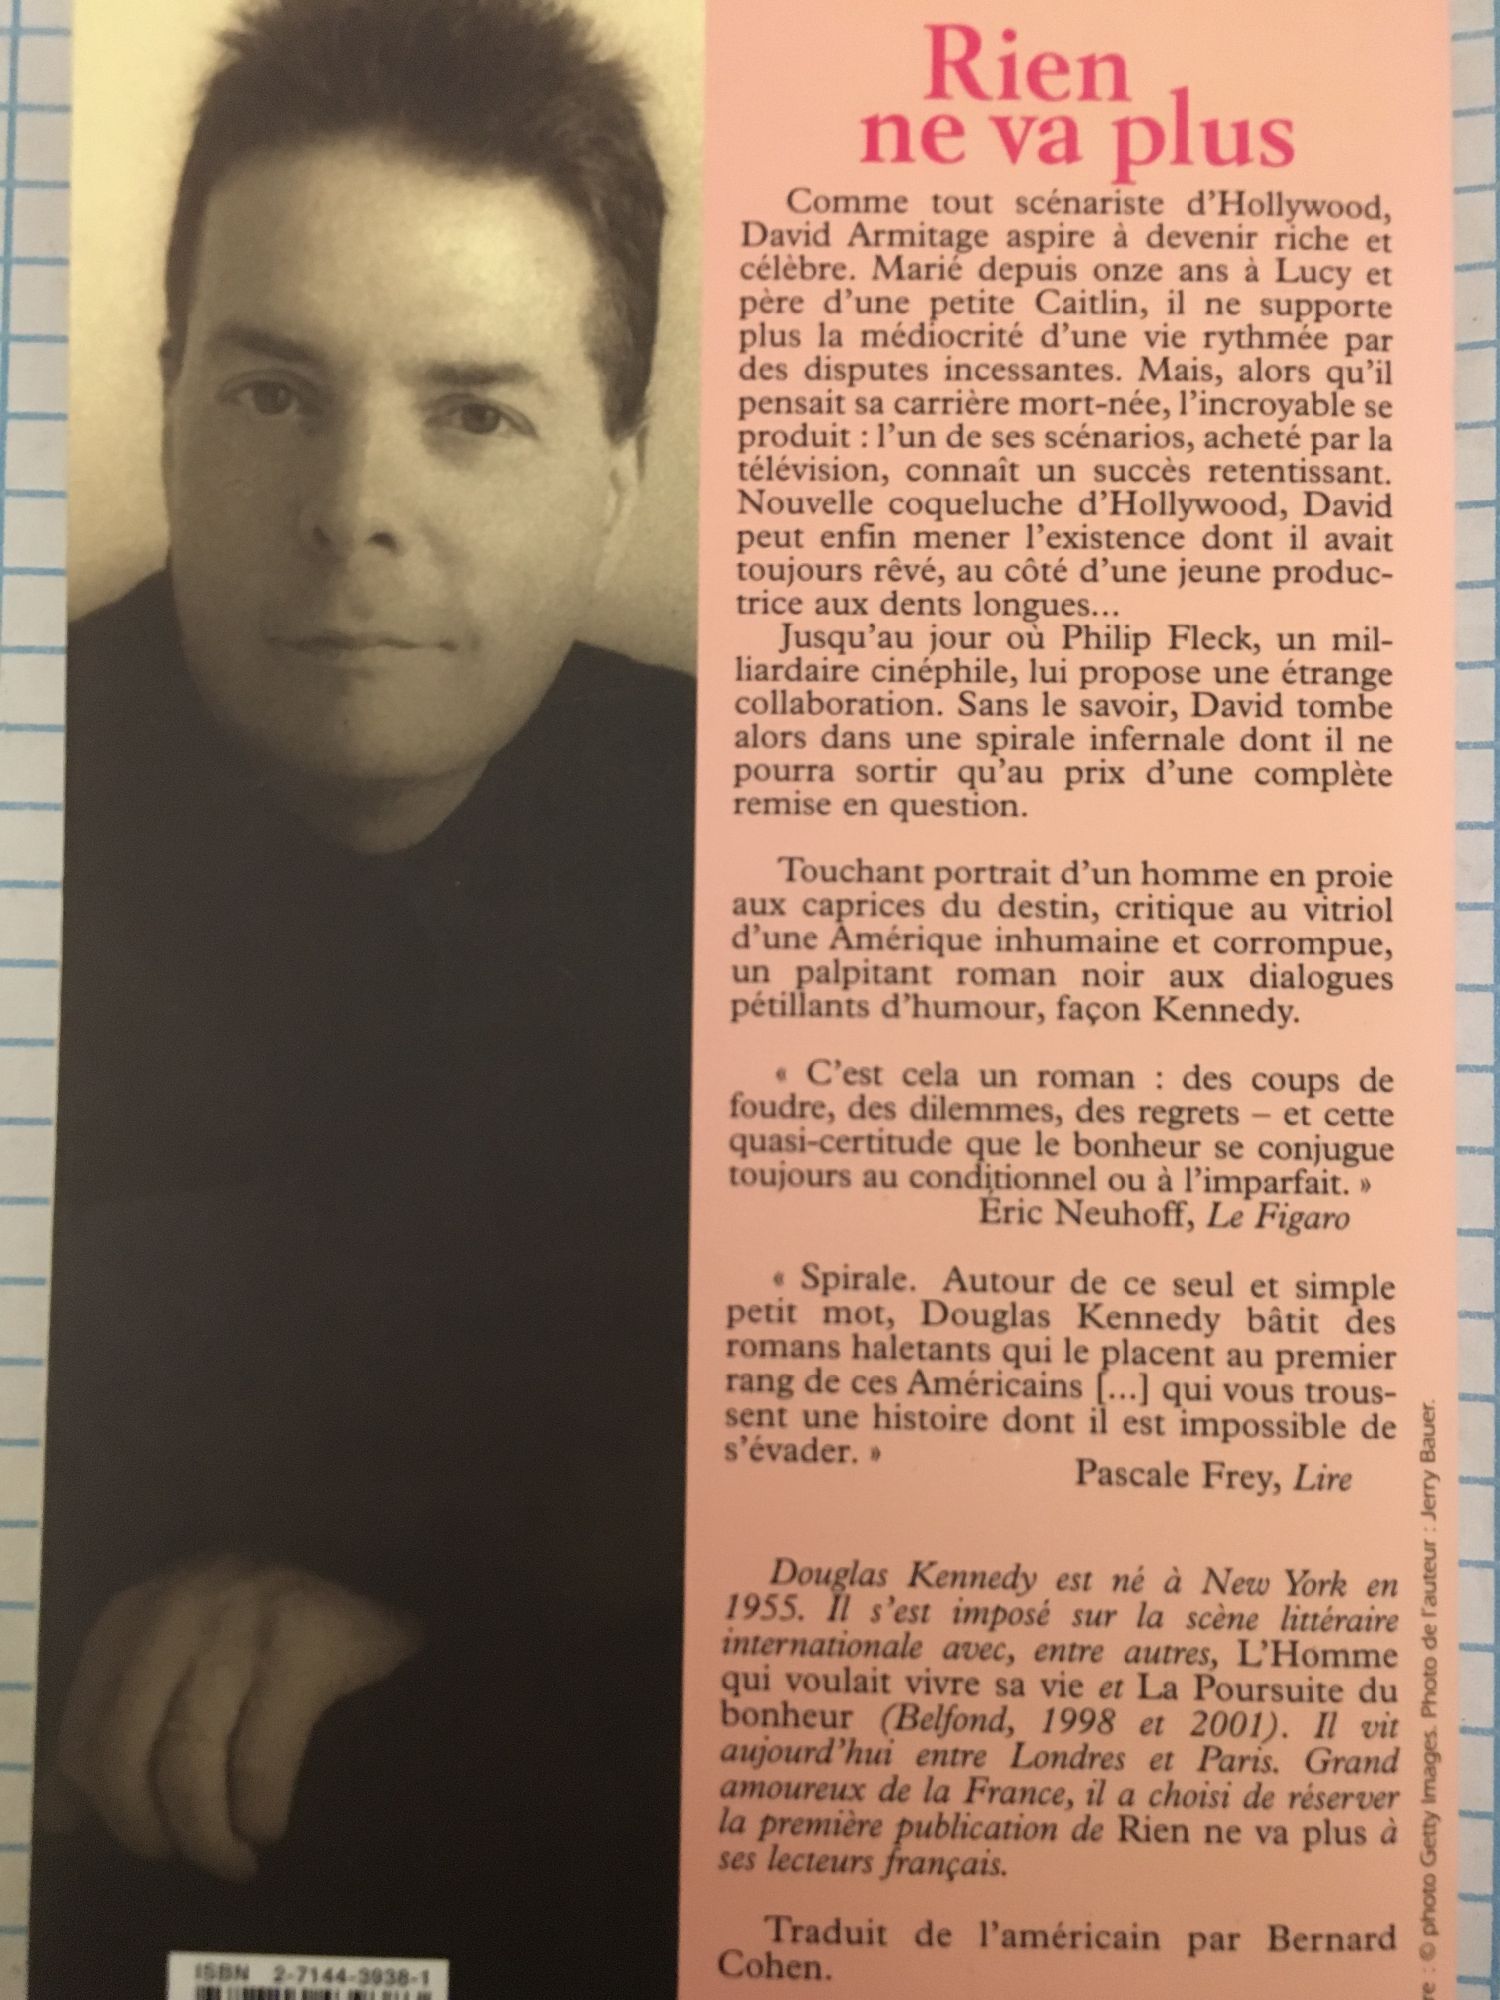 Rien
ne va plus
Comme tout scénariste d'Hollywood,
David Armitage aspire à devenir riche et
célèbre. Marié depuis onze ans à Lucy et
père d'une petite Caitlin, il ne supporte
plus la médiocrité d'une vie rythmée par
des disputes incessantes. Mais, alors qu'il
pensait sa carrière mort-née, l'incroyable se
produit : l'un de ses scénarios, acheté par la
télévision, connaît un succès retentissant.
Nouvelle coqueluche d'Hollywood, David
peut enfin mener l'existence dont il avait
toujours rêvé, au côté d'une jeune produc-
trice aux dents longues...
Jusqu'au jour où Philip Fleck, un mil-
liardaire cinéphile, lui propose une étrange
collaboration. Sans le savoir, David tombe
alors dans une spirale infernale dont il ne
pourra sortir qu'au prix d'une complète
remise en question.
Touchant portrait d'un homme en proie
aux caprices du destin, critique au vitriol
d'une Amérique inhumaine et corrompue,
un palpitant roman noir aux dialogues
pétillants d'humour, façon Kennedy.
« C'est cela un roman : des coups de
foudre, des dilemmes, des regrets – et cette
quasi-certitude que le bonheur se conjugue
toujours au conditionnel ou à l'imparfait. »
Éric Neuhoff, Le Figaro
« Spirale. Autour de ce seul et simple
petit mot, Douglas Kennedy bâtit des
romans haletants qui le placent au premier
rang de ces Américains [...] qui vous trous-
sent une histoire dont il est impossible de
s'évader. »
Pascale Frey, Lire
Douglas Kennedy est né à New York en
1955. Il s'est imposé sur la scène littéraire
internationale avec, entre autres, L'Homme
qui voulait vivre sa vie et La Poursuite du
bonheur (Belfond, 1998 et 2001). Il vit
aujourd'hui entre Londres et Paris. Grand
amoureux de la France, il a choisi de réserver
la première publication de Rien ne va plus à
ses lecteurs français.
Traduit de l'américain par Bernard
Cohen.
re : © photo Getty Images. Photo de l'auteur : Jerry Bauer.
ISBN 2-7144-3938-1